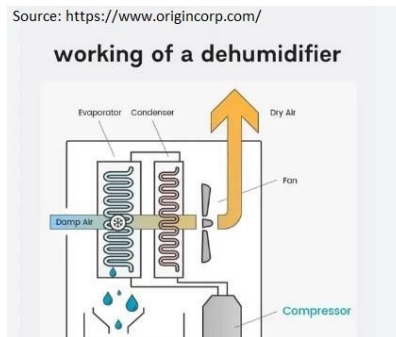 Source: https://www.origincorp.com/
working of a dehumidifier
Evaporator Condenser Dry Air
Fan
Damp Air
Compressor